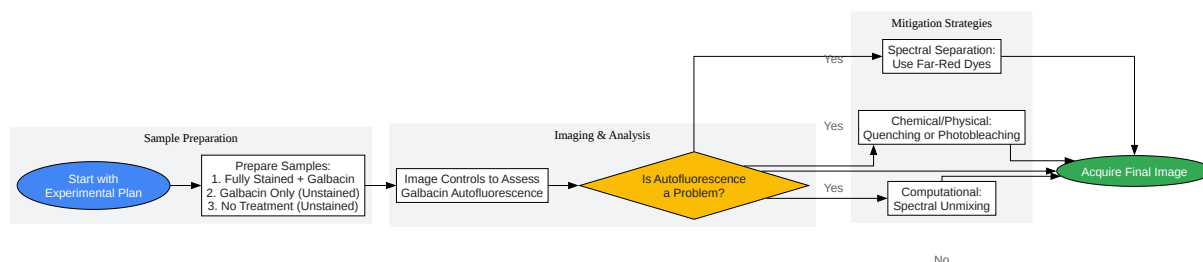 Mitigation Strategies
Spectral Separation:
Use Far-Red Dyes
Yes
Sample Preparation
Start with
Experimental Plan
Prepare Samples:
1. Fully Stained + Galbacin
2. Galbacin Only (Unstained)
3. No Treatment (Unstained)
Imaging & Analysis
Image Controls to Assess
Galbacin Autofluorescence
Is Autofluorescence
a Problem?
Yes
Chemical/Physical:
Quenching or Photobleaching
Yes
Computational:
Spectral Unmixing
Acquire Final Image
No